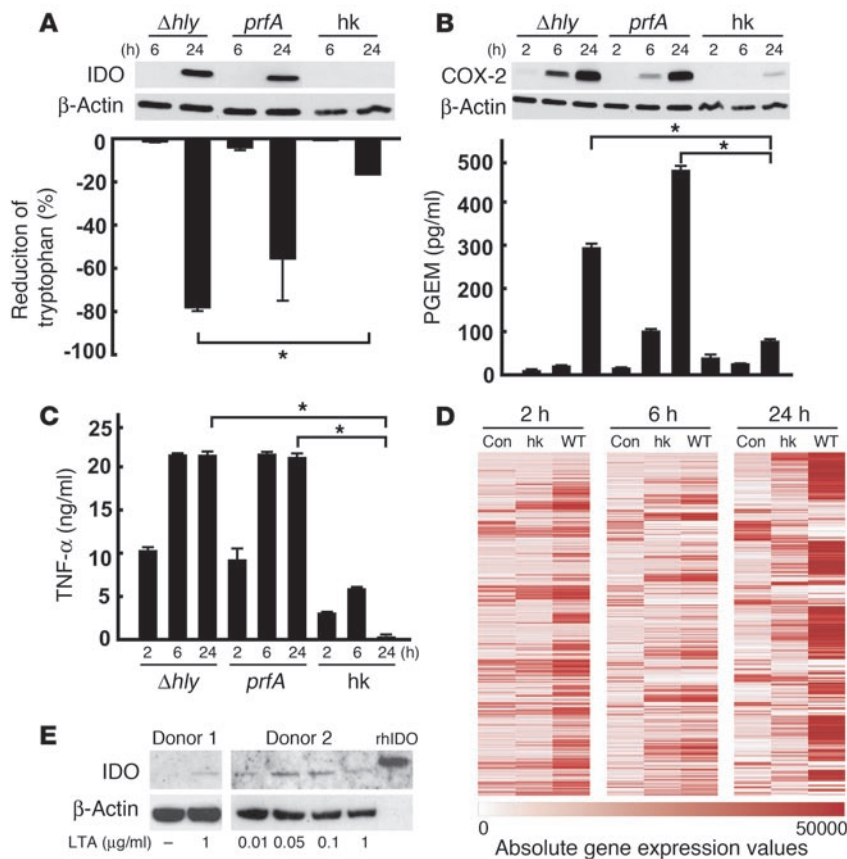 A
Δhly prfA hk
(h) 6 24 6 24 6 24
IDO
β-Actin
0
-20
-40
-60
-80
-100
Reduciton of
tryptophan (%)
*
B
Δhly prfA hk
(h) 2 6 24 2 6 24 2 6 24
COX-2
β-Actin
*
*
500
400
300
200
100
0
PGEM (pg/ml)
C
*
*
25
20
10
5
0
TNF-α (ng/ml)
2 6 24 2 6 24 2 6 24 (h)
Δhly prfA hk
D
2 h 6 h 24 h
Con hk WT Con hk WT Con hk WT
0 50000
Absolute gene expression values
E
Donor 1 Donor 2 rhIDO
IDO
β-Actin
LTA (μg/ml) – 1 0.01 0.05 0.1 1